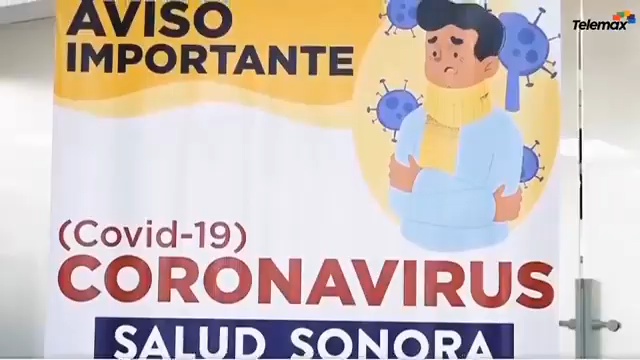 Telemax
AVISO
IMPORTANTE
(Covid-19)
CORONAVIRUS
SALUD SONORA